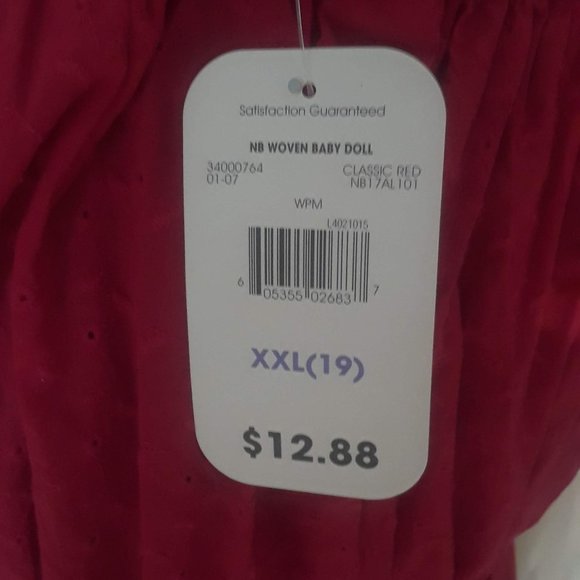 Satisfaction Guaranteed
NB WOVEN BABY DOLL
34000764 CLASSIC RED
01-07 NB17AL101
WPM
L4021015
6 05355 02683 7
XXL(19)
$12.88